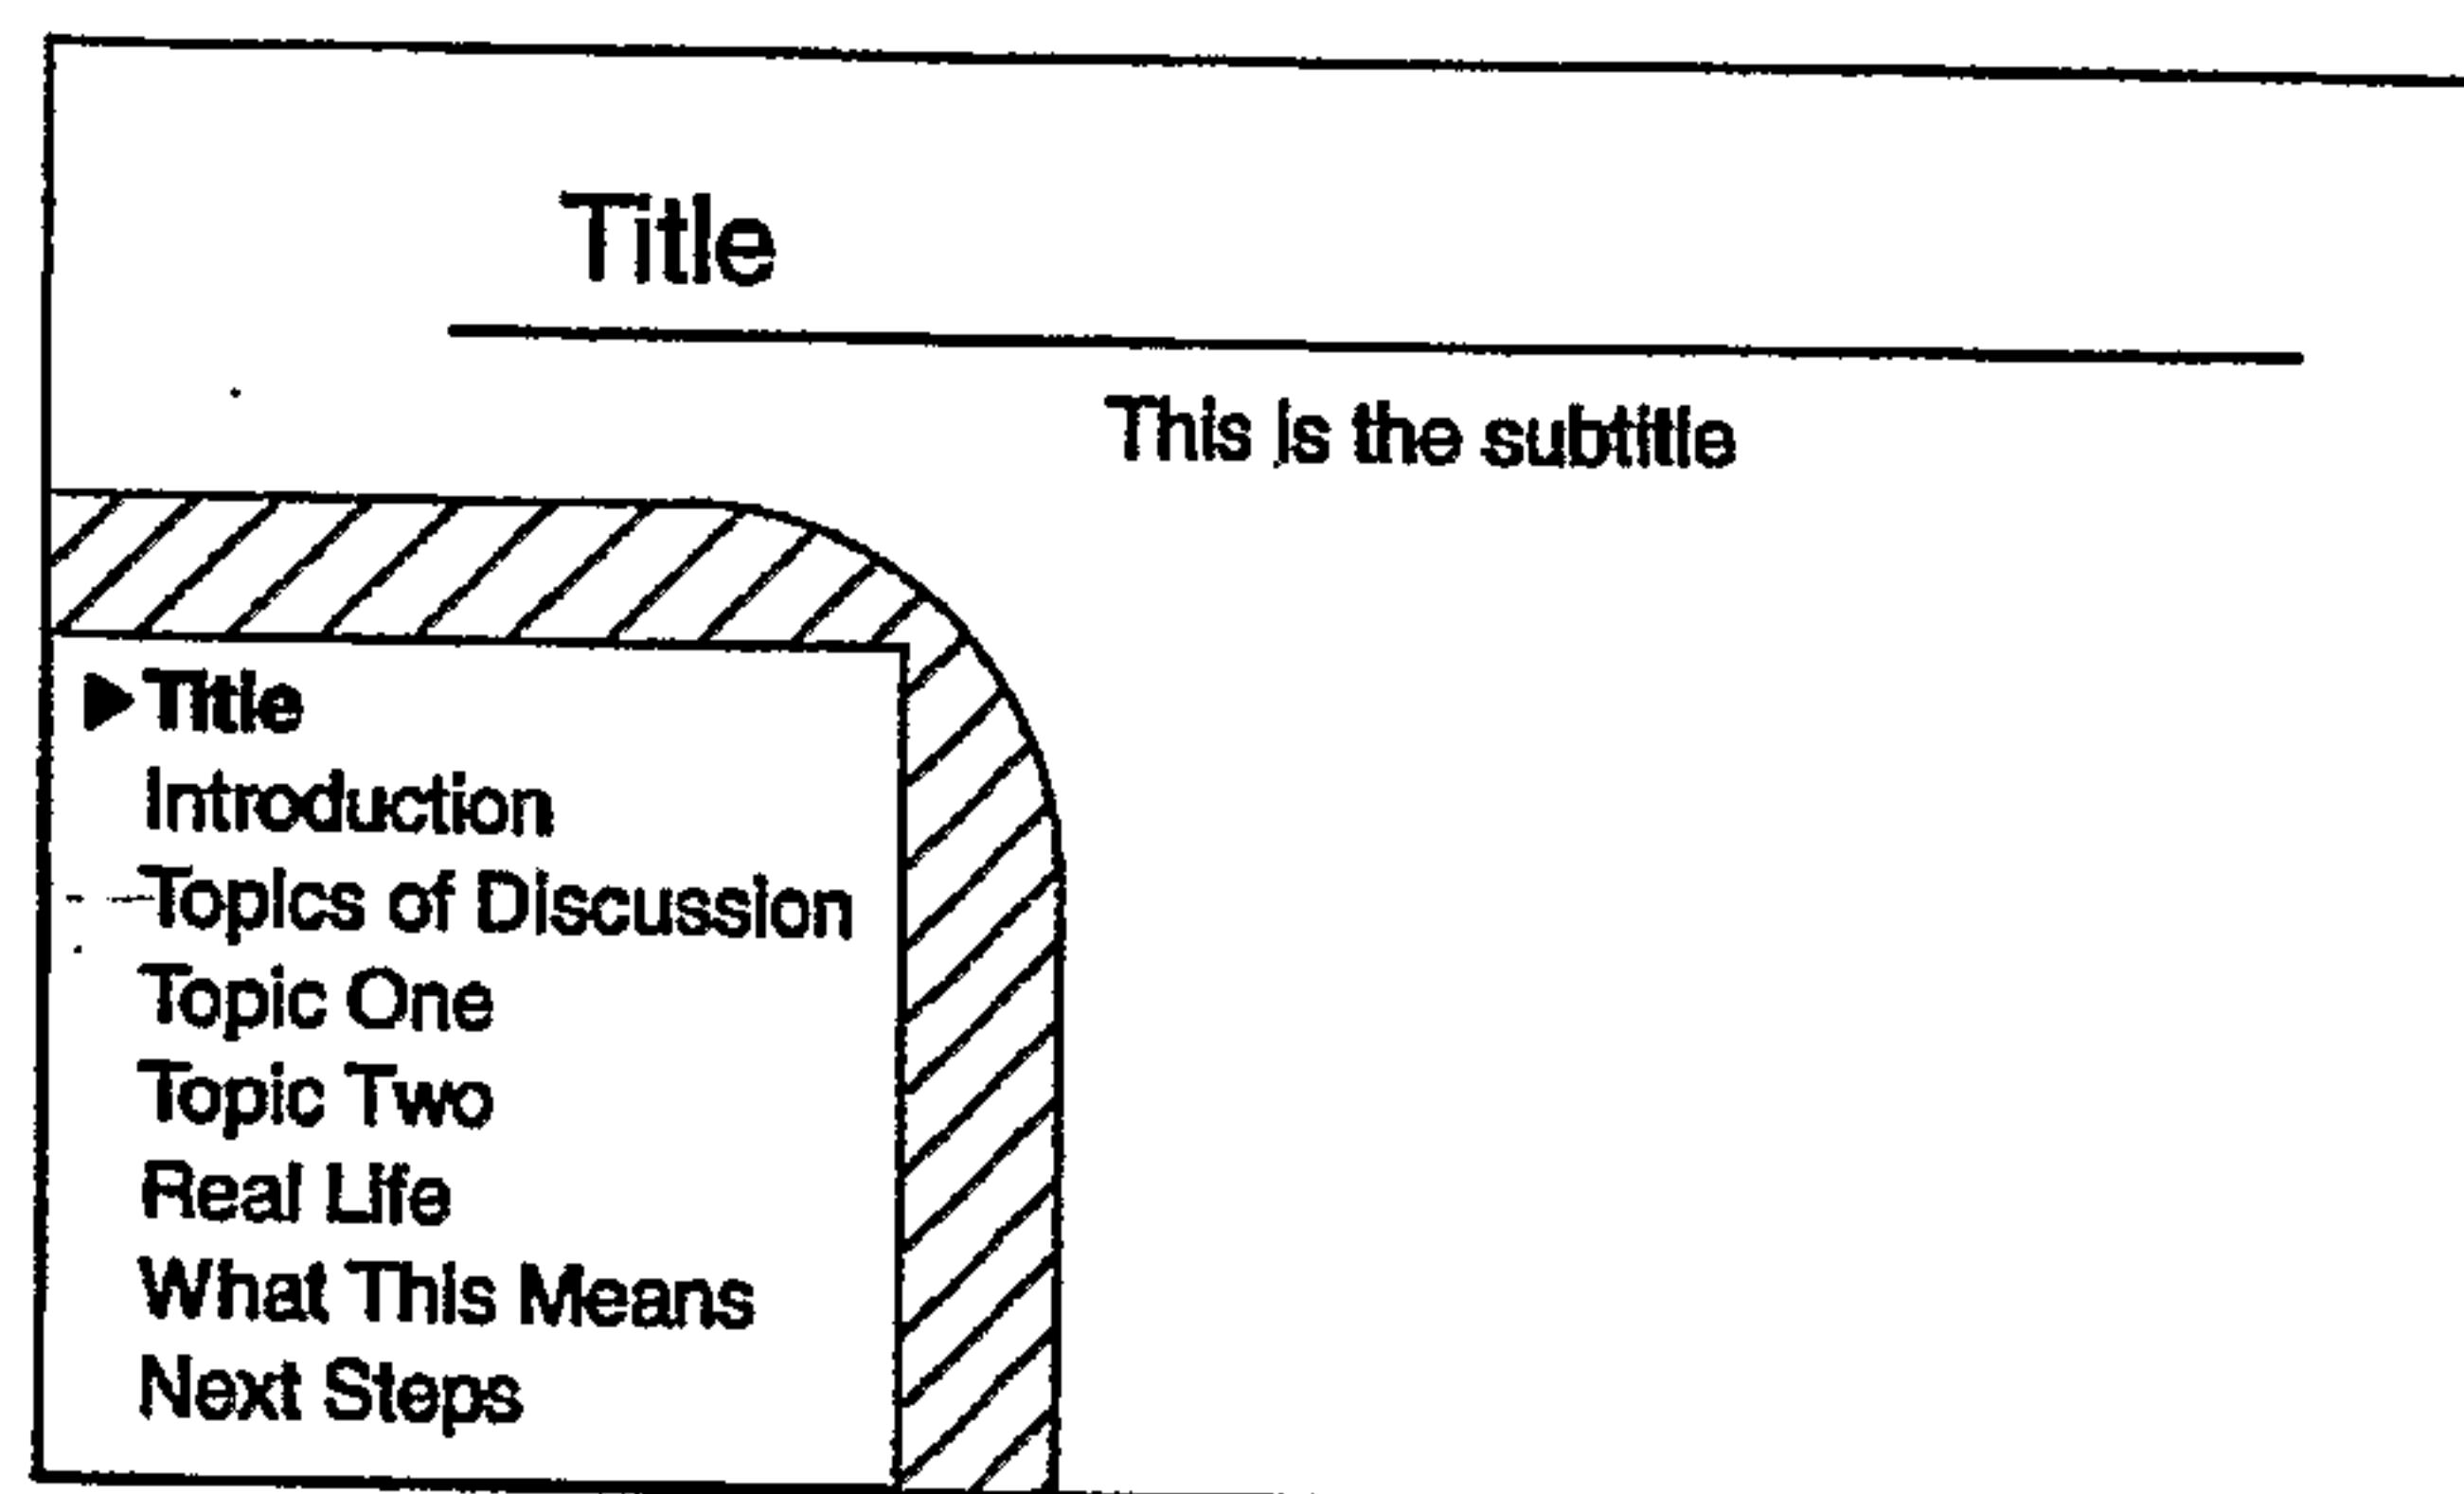 Title
This is the subtitle
Title
Introduction
Topics of Discussion
Topic One
Topic Two
Real Life
What This Means
Next Steps